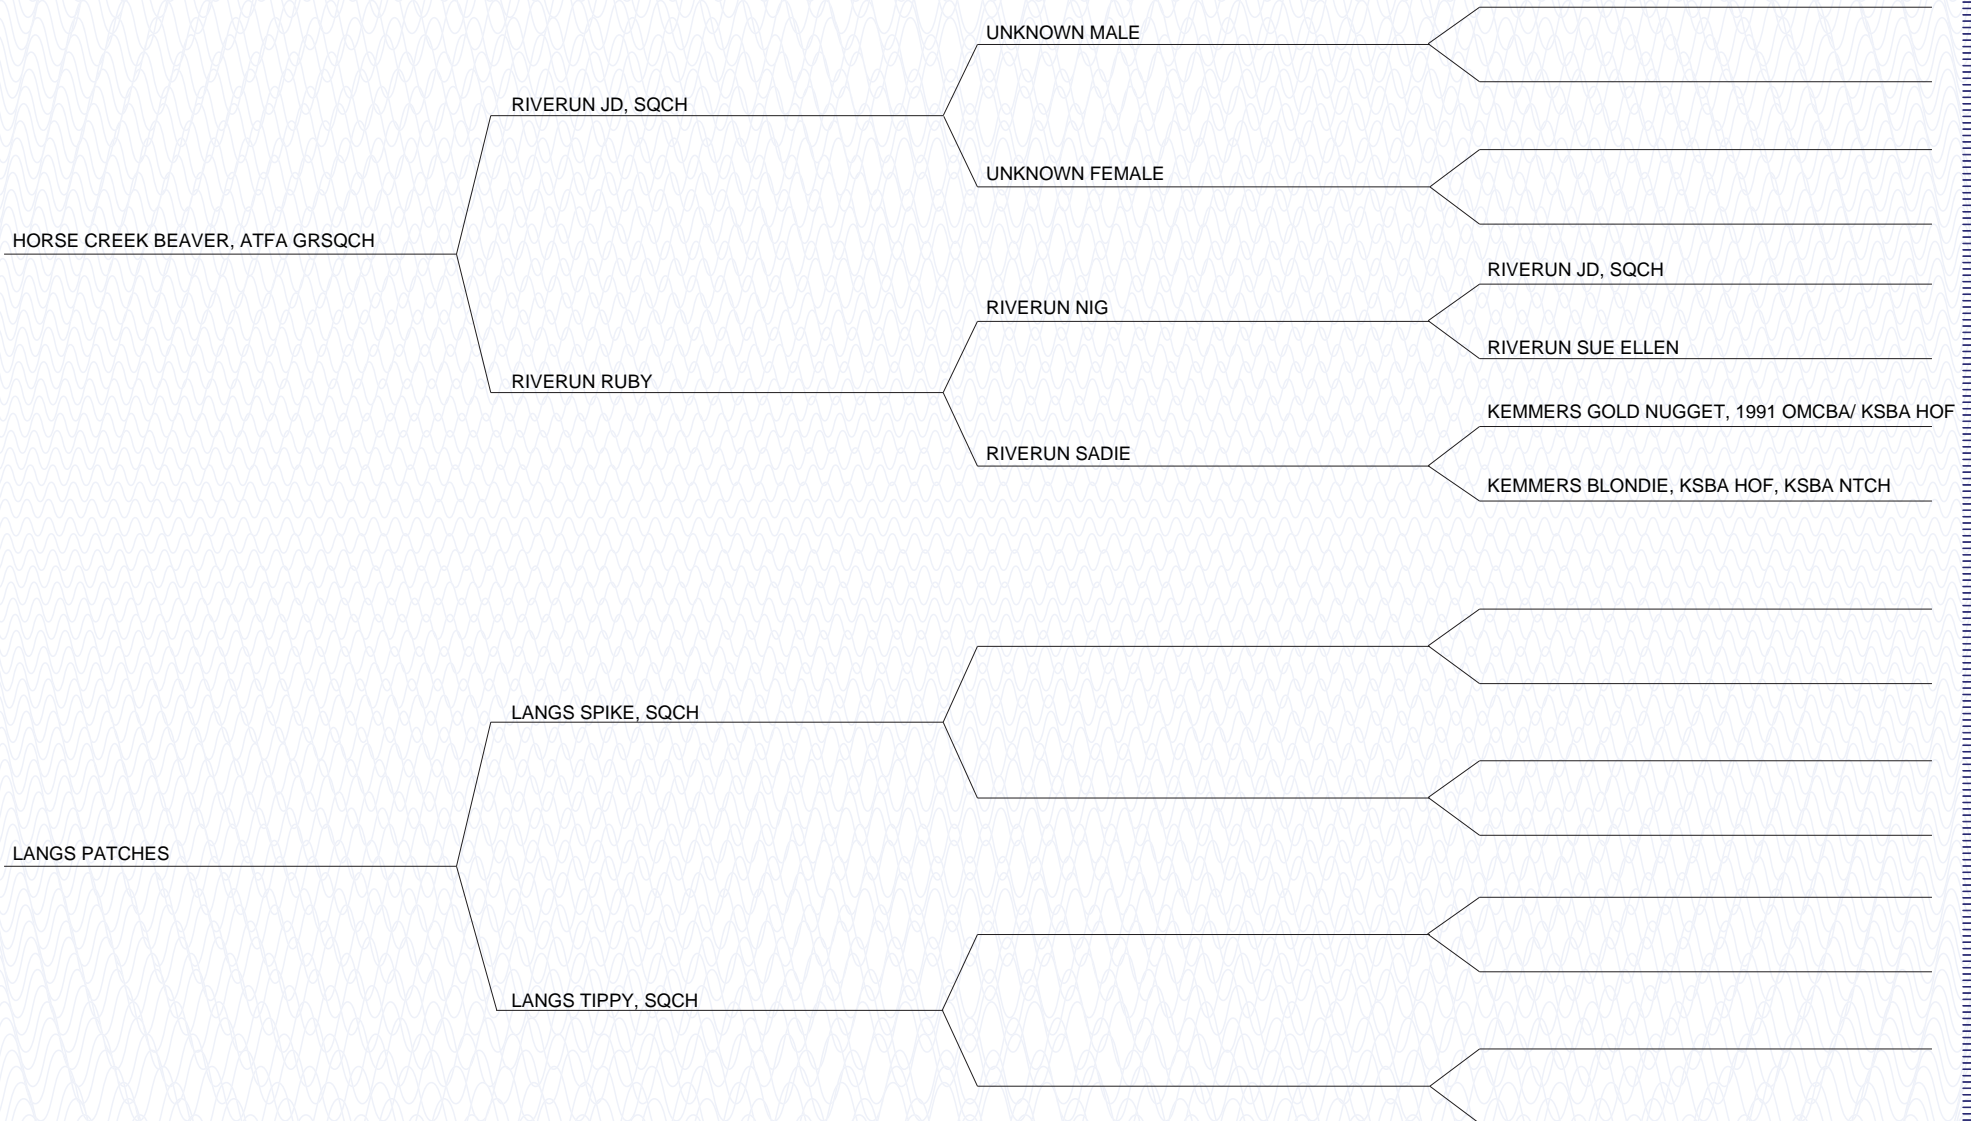 UNKNOWN MALE
RIVERUN JD, SQCH
UNKNOWN FEMALE
HORSE CREEK BEAVER, ATFA GRSQCH
RIVERUN JD, SQCH
RIVERUN NIG
RIVERUN SUE ELLEN
RIVERUN RUBY
KEMMERS GOLD NUGGET, 1991 OMCBA/ KSBA HOF
RIVERUN SADIE
KEMMERS BLONDIE, KSBA HOF, KSBA NTCH
LANGS SPIKE, SQCH
LANGS PATCHES
LANGS TIPPY, SQCH